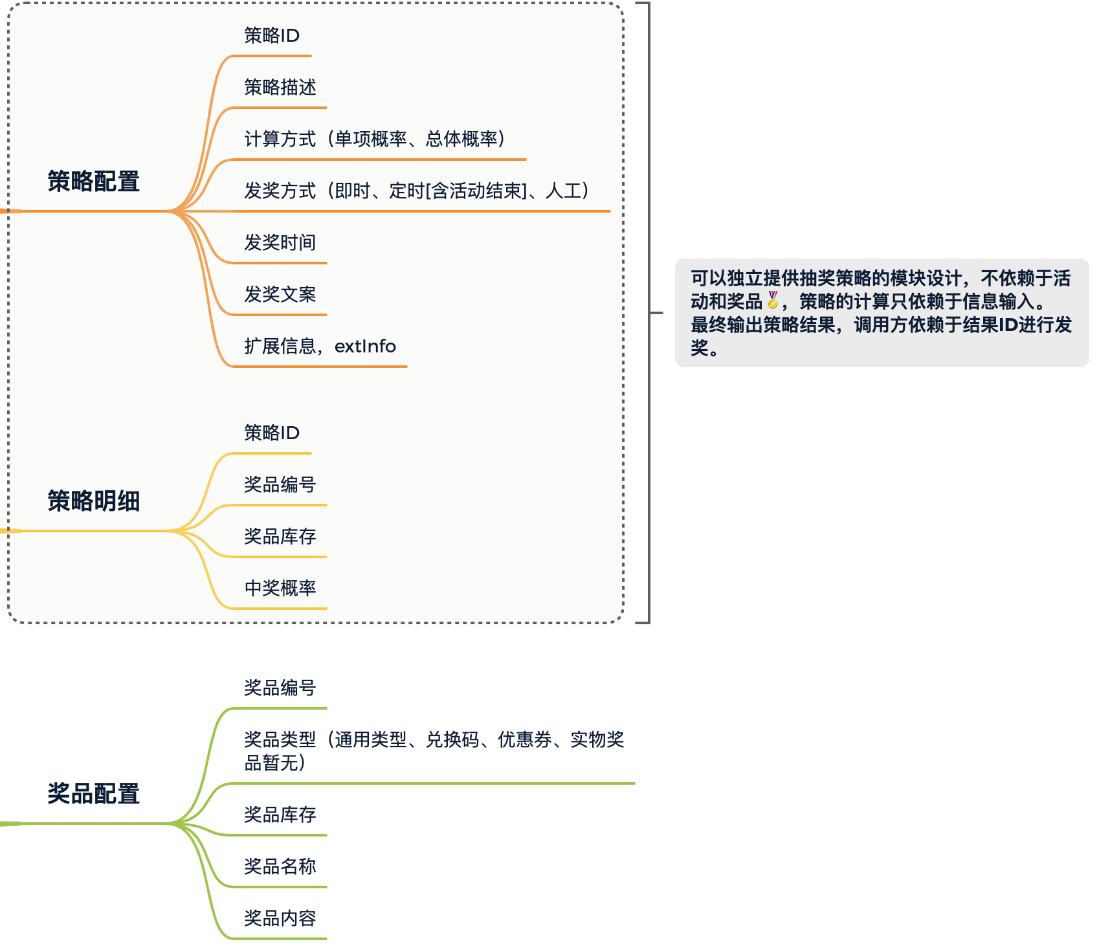 策略配置
策略ID
策略描述
计算方式（单项概率、总体概率）
发奖方式（即时、定时[含活动结束]、人工）
发奖时间
发奖文案
扩展信息，extInfo
策略明细
策略ID
奖品编号
奖品库存
中奖概率
可以独立提供抽奖策略的模块设计，不依赖于活
动和奖品🏅，策略的计算只依赖于信息输入。
最终输出策略结果，调用方依赖于结果ID进行发
奖。
奖品配置
奖品编号
奖品类型（通用类型、兑换码、优惠券、实物奖
品暂无）
奖品库存
奖品名称
奖品内容